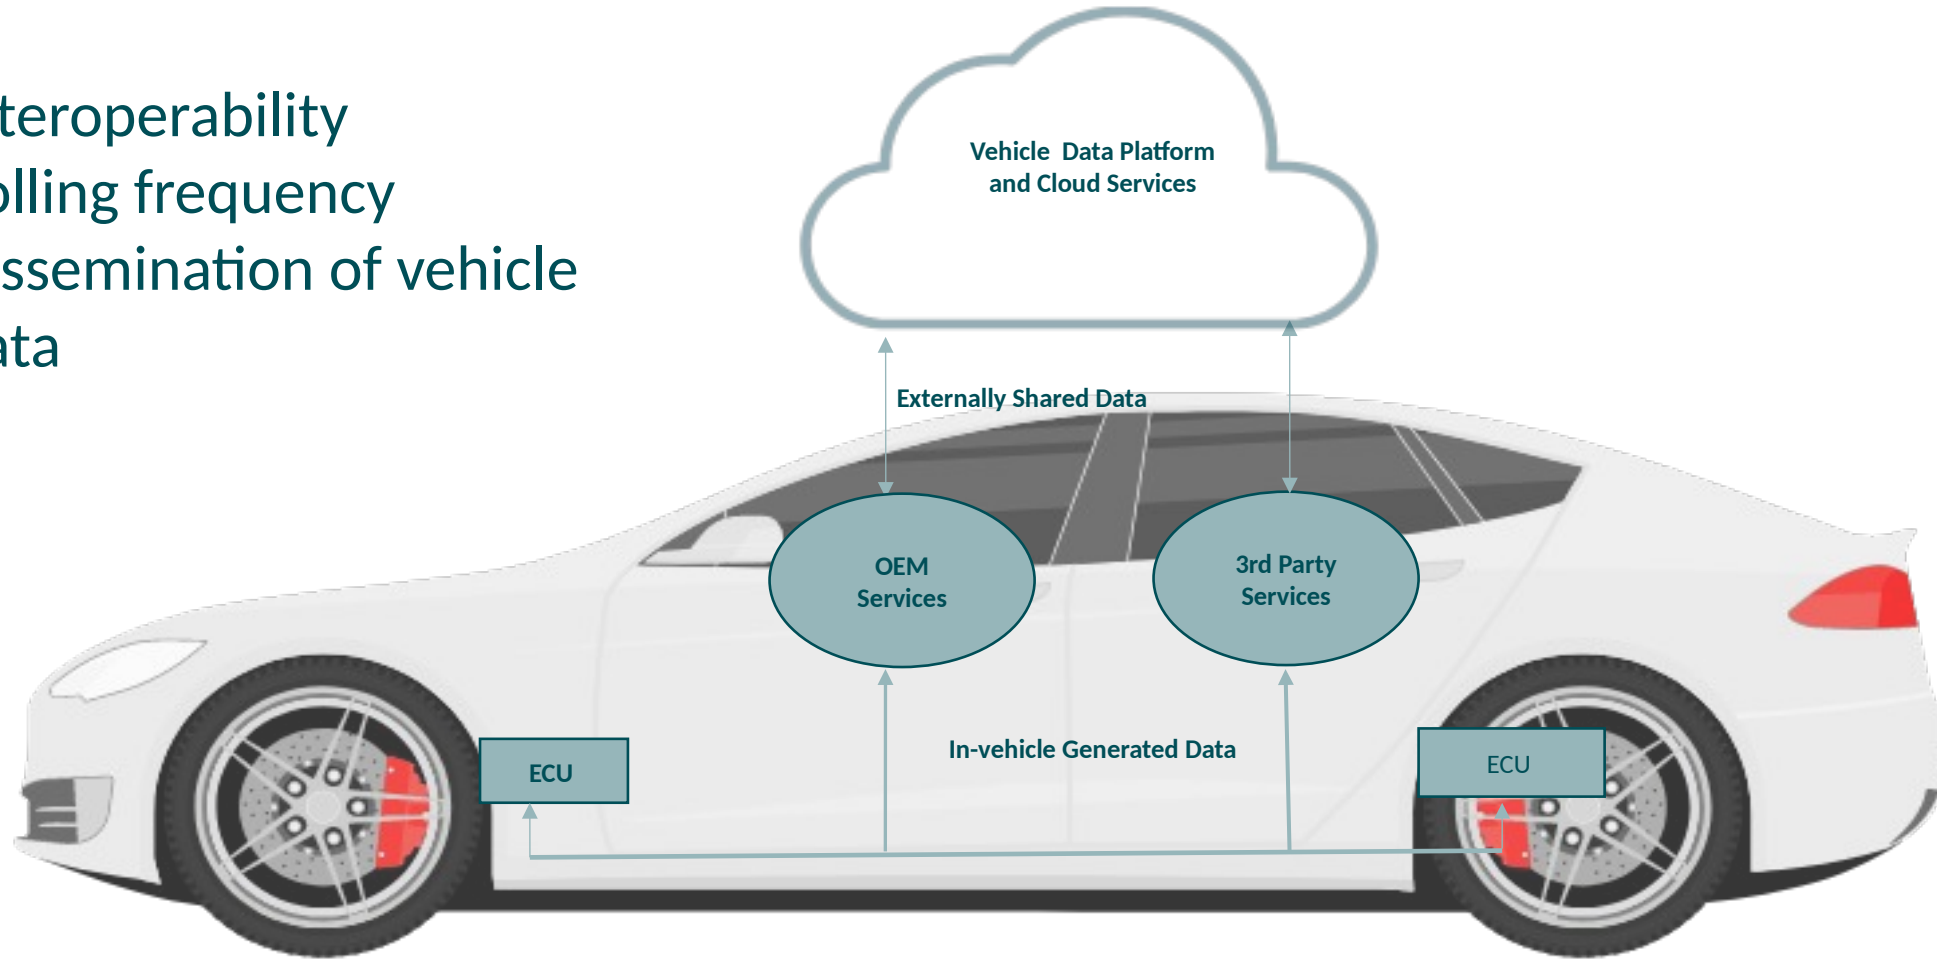 teroperability
olling frequency
ssemination of vehicle
ata
Vehicle Data Platform
and Cloud Services
Externally Shared Data
OEM
Services
3rd Party
Services
In-vehicle Generated Data
ECU
ECU